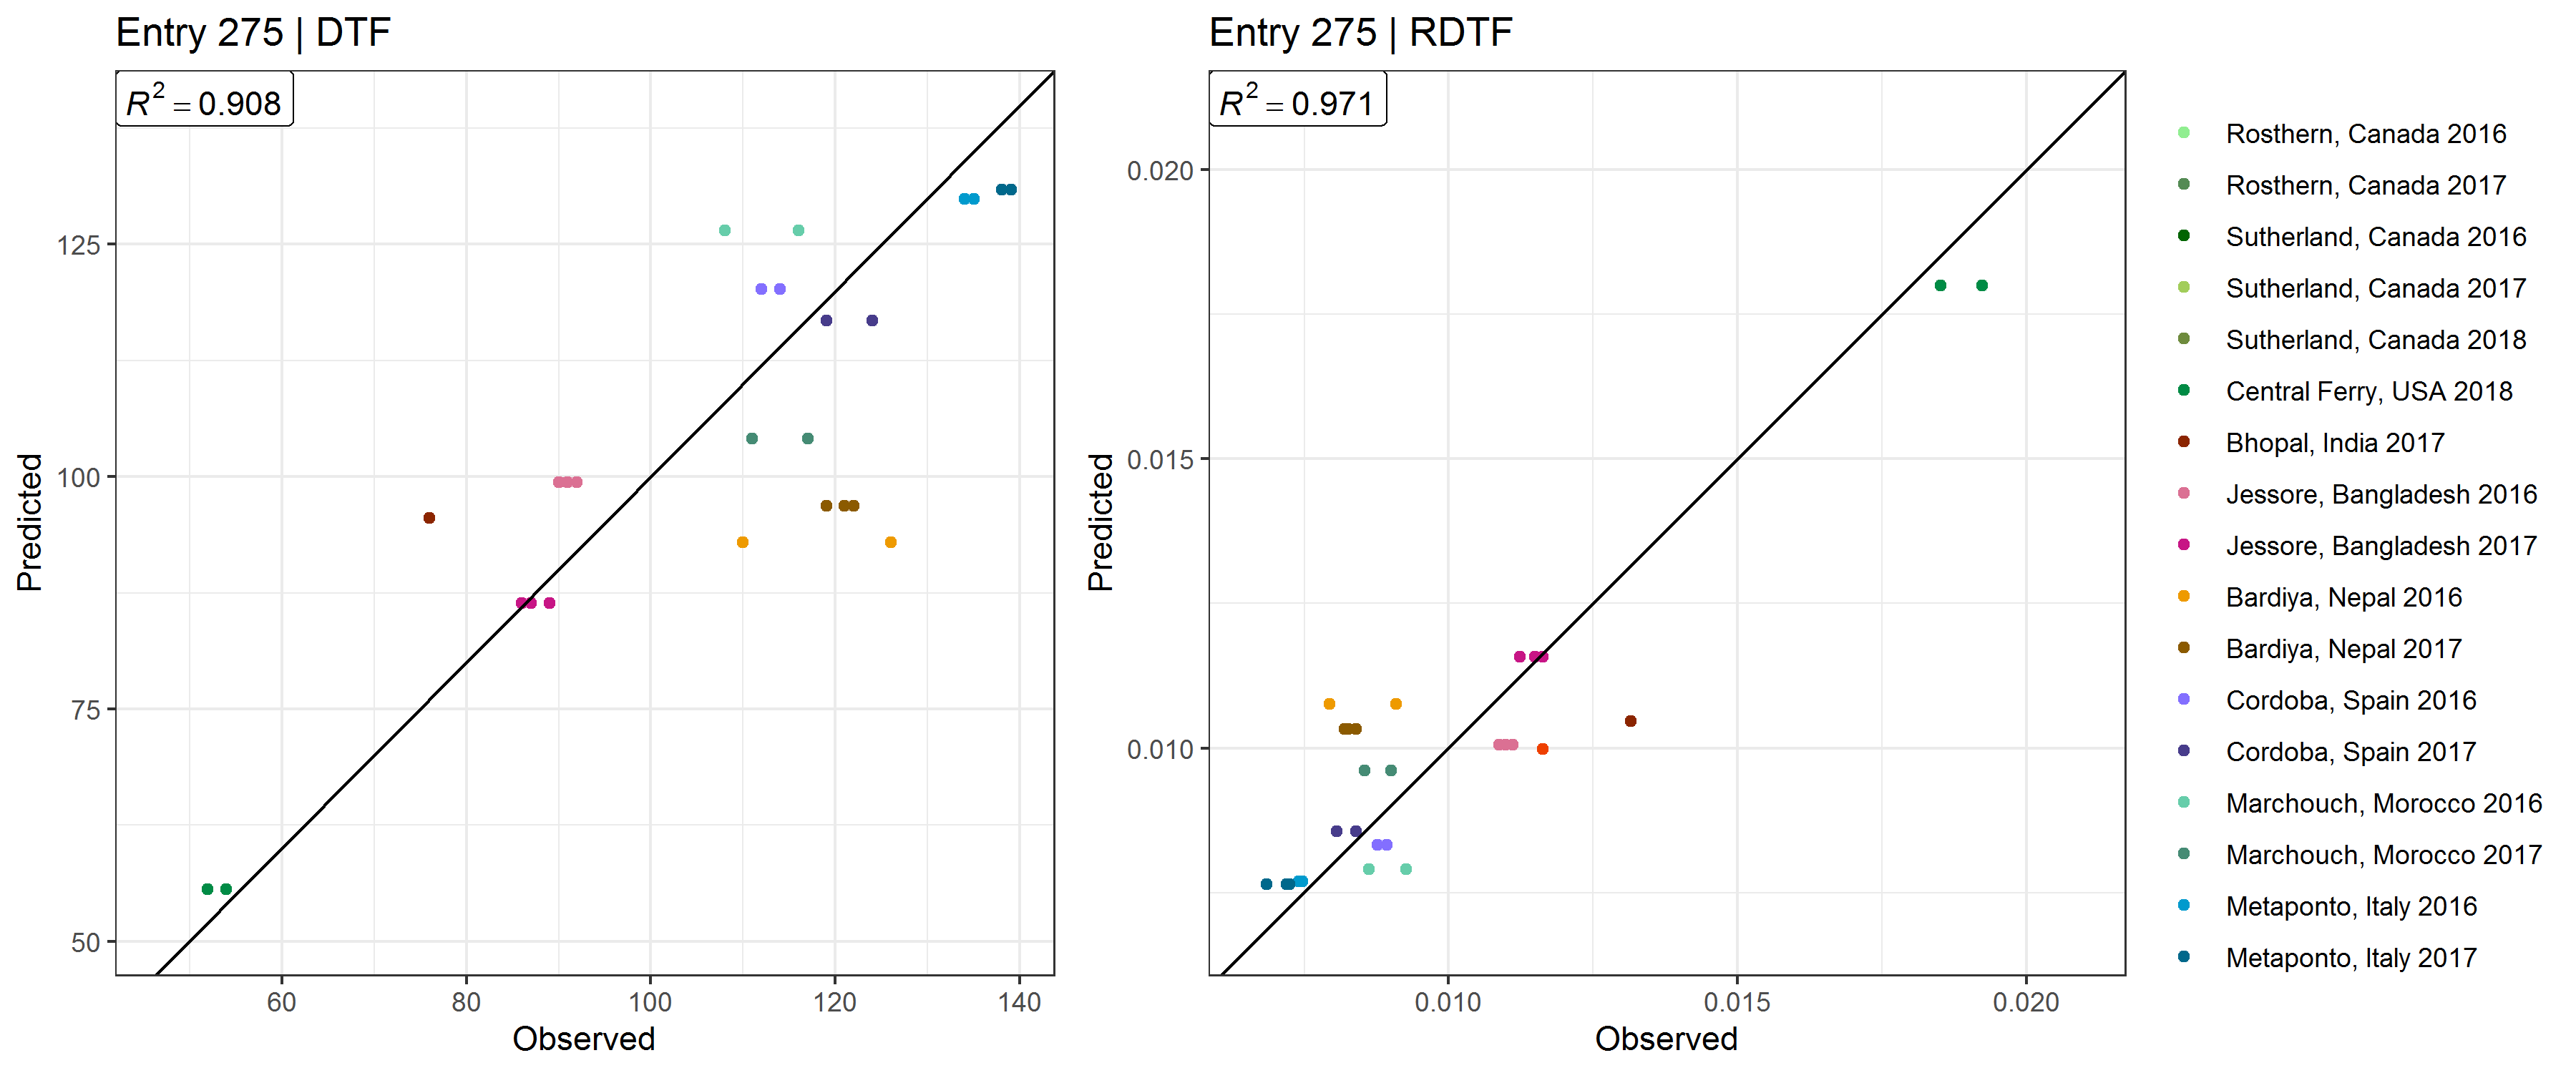 Entry 275 | DTF
R² = 0.908
125
100
75
50
Predicted
60 80 100 120 140
Observed
Entry 275 | RDTF
R² = 0.971
0.020
0.015
0.010
Predicted
0.010 0.015 0.020
Observed
Rosthern, Canada 2016
Rosthern, Canada 2017
Sutherland, Canada 2016
Sutherland, Canada 2017
Sutherland, Canada 2018
Central Ferry, USA 2018
Bhopal, India 2017
Jessore, Bangladesh 2016
Jessore, Bangladesh 2017
Bardiya, Nepal 2016
Bardiya, Nepal 2017
Cordoba, Spain 2016
Cordoba, Spain 2017
Marchouch, Morocco 2016
Marchouch, Morocco 2017
Metaponto, Italy 2016
Metaponto, Italy 2017